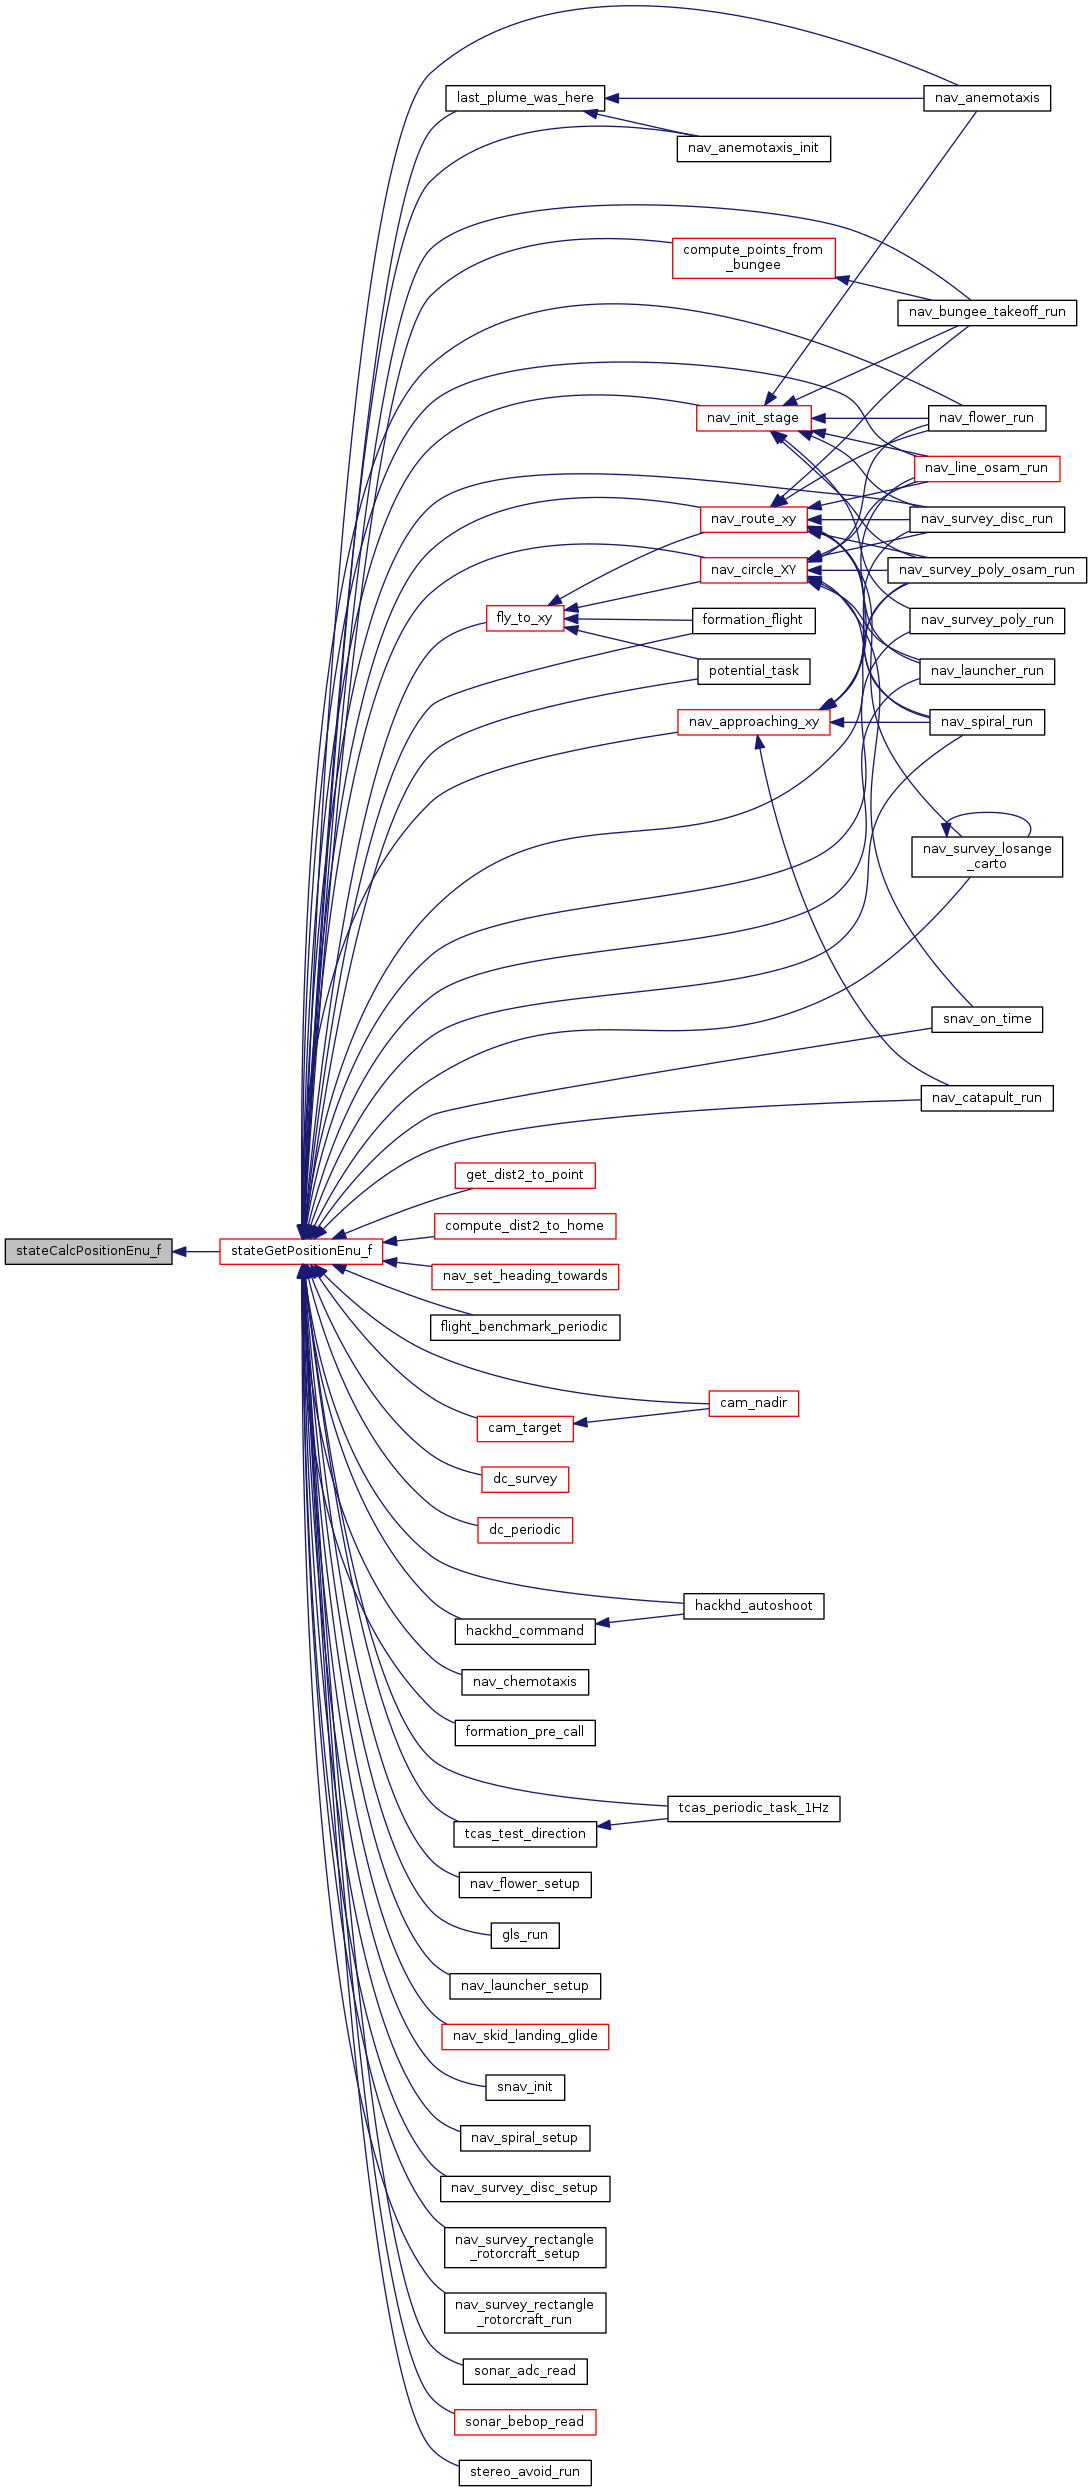 last_plume_was_here
nav_anemotaxis
nav_anemotaxis_init
compute_points_from
_bungee
nav_bungee_takeoff_run
nav_init_stage
nav_flower_run
nav_line_osam_run
nav_route_xy
nav_survey_disc_run
nav_circle_XY
nav_survey_poly_osam_run
fly_to_xy
formation_flight
nav_survey_poly_run
potential_task
nav_launcher_run
nav_approaching_xy
nav_spiral_run
nav_survey_losange
_carto
snav_on_time
nav_catapult_run
get_dist2_to_point
compute_dist2_to_home
stateCalcPositionEnu_f
stateGetPositionEnu_f
nav_set_heading_towards
flight_benchmark_periodic
cam_nadir
cam_target
dc_survey
dc_periodic
hackhd_autoshoot
hackhd_command
nav_chemotaxis
formation_pre_call
tcas_periodic_task_1Hz
tcas_test_direction
nav_flower_setup
gls_run
nav_launcher_setup
nav_skid_landing_glide
snav_init
nav_spiral_setup
nav_survey_disc_setup
nav_survey_rectangle
_rotorcraft_setup
nav_survey_rectangle
_rotorcraft_run
sonar_adc_read
sonar_bebop_read
stereo_avoid_run